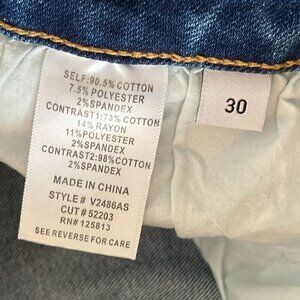 SELF:90.5% COTTON
7.5% POLYESTER
2%SPANDEX
CONTRAST1:73% COTTON
14% RAYON
11%POLYESTER
2%SPANDEX
CONTRAST2:98%COTTON
2%SPANDEX
MADE IN CHINA
STYLE# V2486AS
CUT # 52203
RN# 125813
SEE REVERSE FOR CARE
30